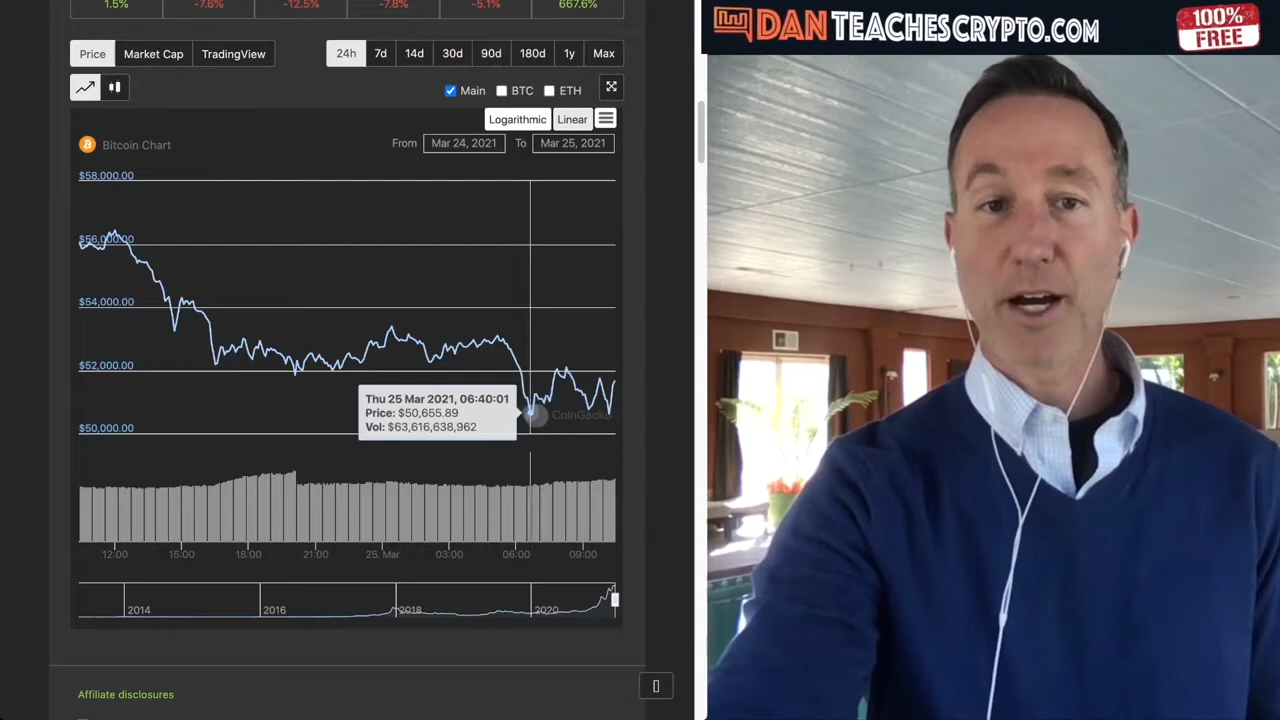 1.5%
-7.6%
-12.5%
-7.8%
-5.1%
667.6%
Price
Market Cap
TradingView
24h
7d
14d
30d
90d
180d
1y
Max
Main
BTC
ETH
Logarithmic
Linear
Bitcoin Chart
From
Mar 24, 2021
To
Mar 25, 2021
$58,000.00
$56,000.00
$54,000.00
$52,000.00
$50,000.00
Thu 25 Mar 2021, 06:40:01
Price: $50,655.89
Vol: $63,616,638,962
CoinGecko
12:00
15:00
18:00
21:00
25. Mar
03:00
06:00
09:00
2014
2016
2018
2020
Affiliate disclosures
DANTEACHESCRYPTO.COM
100%
FREE